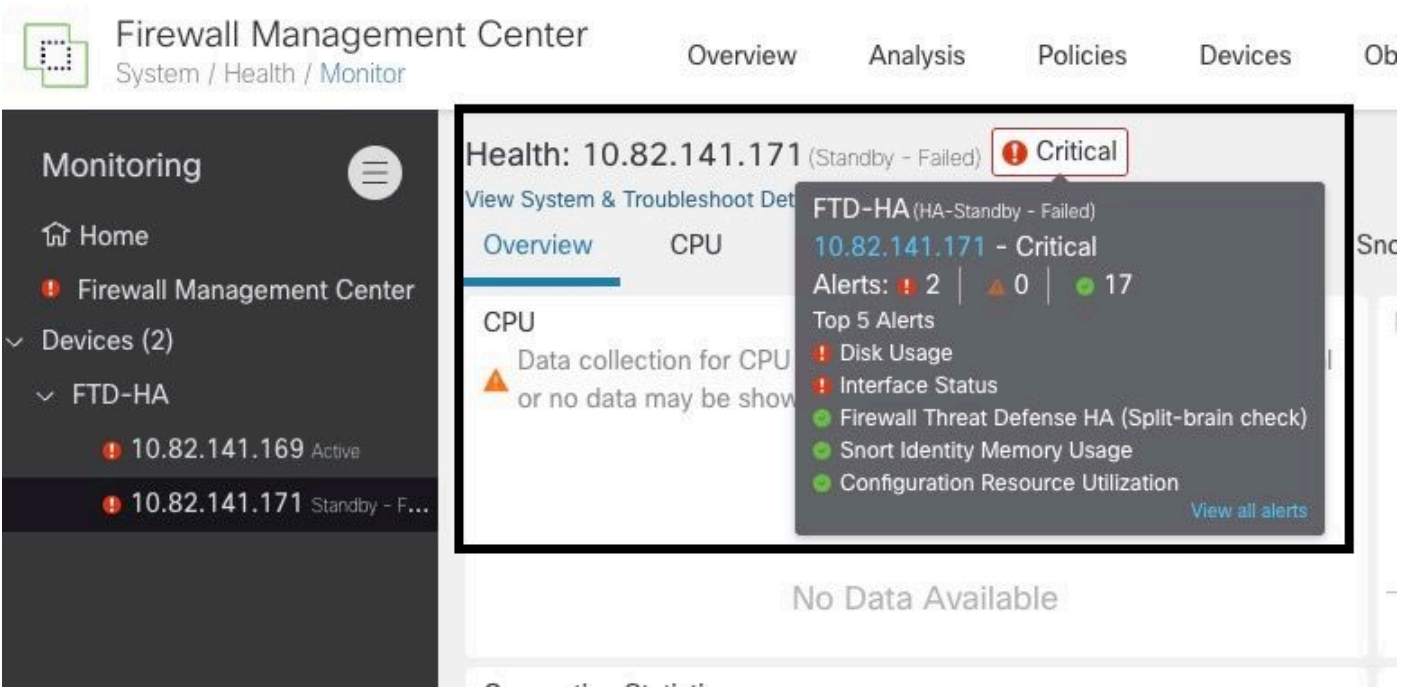 Firewall Management Center
System / Health / Monitor
Overview Analysis Policies Devices
Monitoring
Home
Firewall Management Center
Devices (2)
FTD-HA
10.82.141.169 Active
10.82.141.171 Standby - F...
Health: 10.82.141.171 (Standby - Failed) Critical
View System & Troubleshoot
Overview CPU
CPU
Data collection for CPU
or no data may be
FTD-HA (HA-Standby - Failed)
10.82.141.171 - Critical
Alerts: 2 | 0 | 17
Top 5 Alerts
Disk Usage
Interface Status
Firewall Threat Defense HA (Split-brain check)
Snort Identity Memory Usage
Configuration Resource Utilization
View all alerts
No Data Available